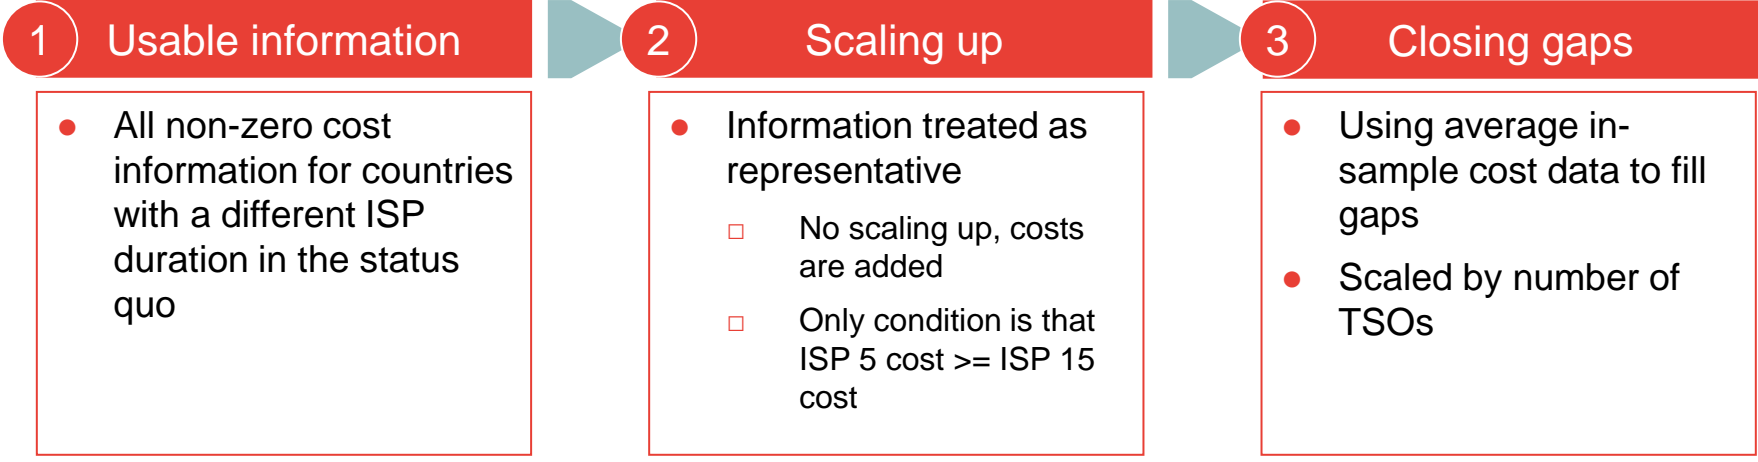 1 Usable information
● All non-zero cost
information for countries
with a different ISP
duration in the status
quo
2 Scaling up
● Information treated as
representative
□ No scaling up, costs
are added
□ Only condition is that
ISP 5 cost >= ISP 15
cost
3 Closing gaps
● Using average in-
sample cost data to fill
gaps
● Scaled by number of
TSOs